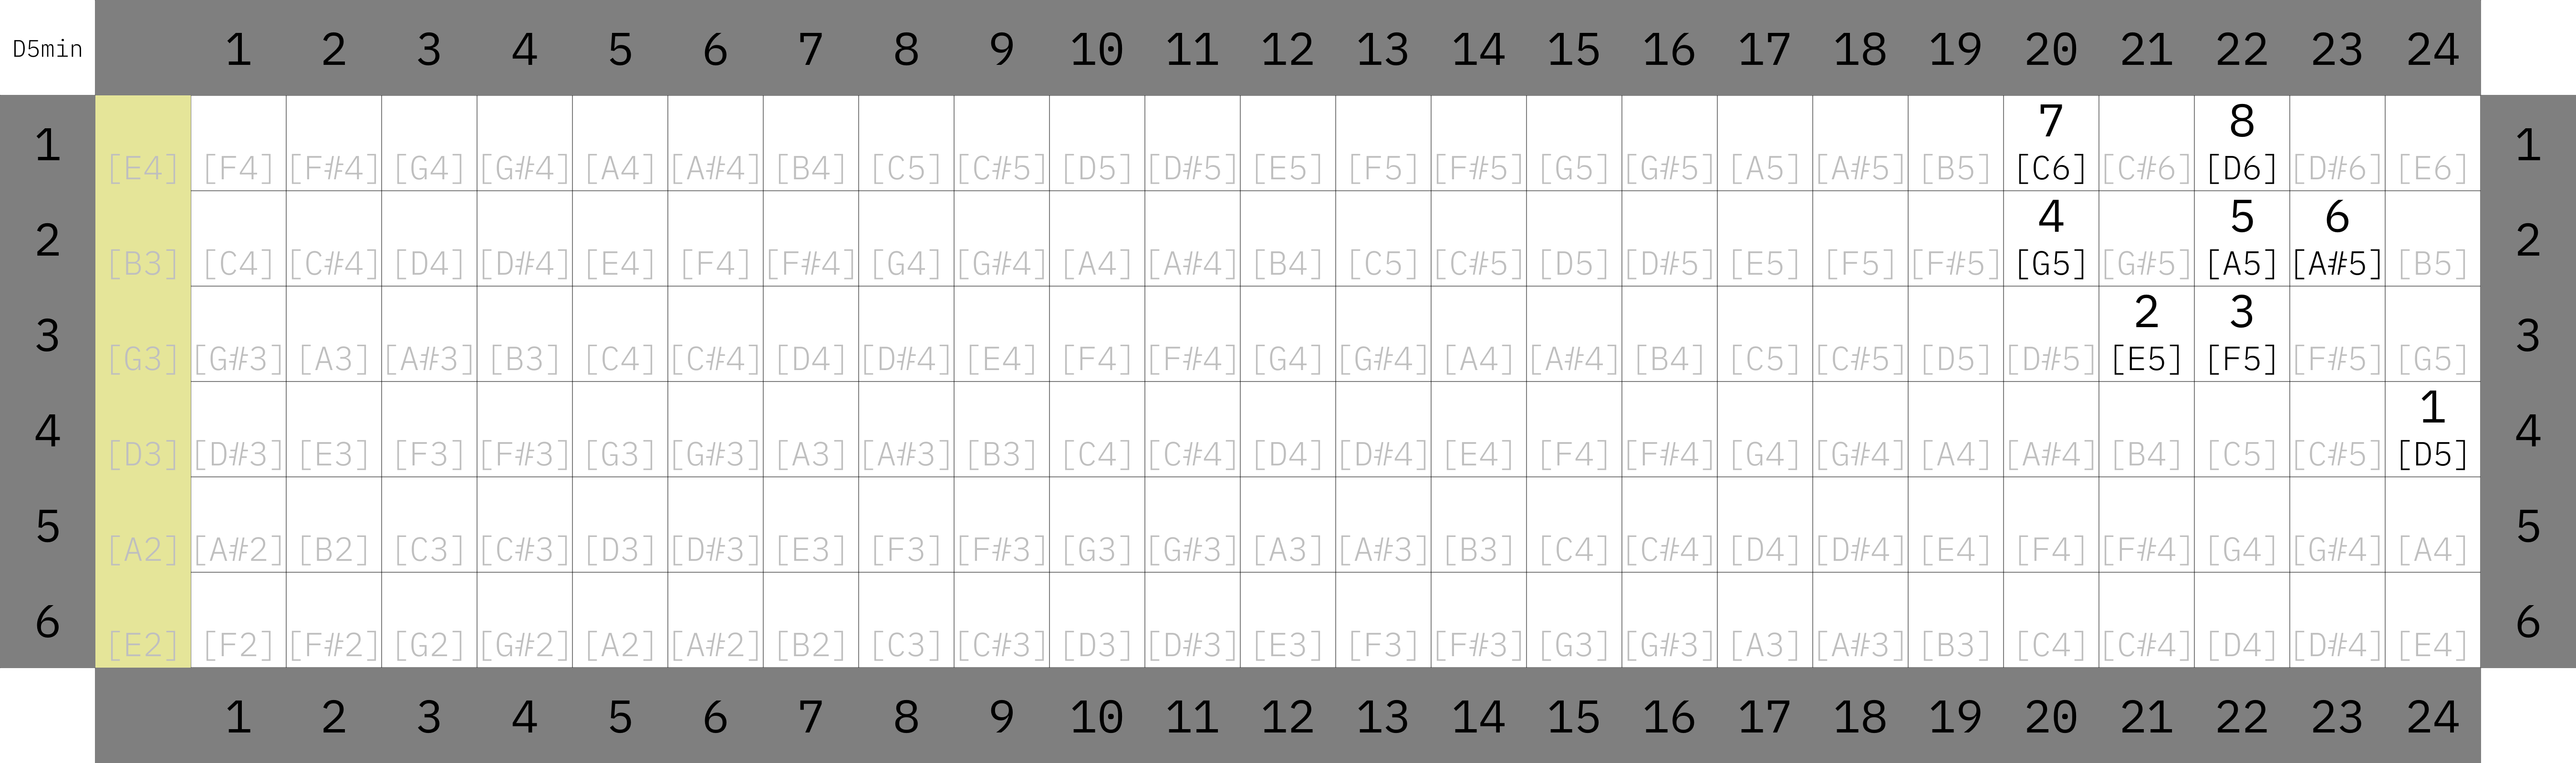 D5min 1 2 3 4 5 6 7 8 9 10 11 12 13 14 15 16 17 18 19 20 21 22 23 24
7 8
1 [E4] [F4] [F#4] [G4] [G#4] [A4] [A#4] [B4] [C5] [C#5] [D5] [D#5] [E5] [F5] [F#5] [G5] [G#5] [A5] [A#5] [B5] [C6] [C#6] [D6] [D#6] [E6] 1
4 5 6
2 [B3] [C4] [C#4] [D4] [D#4] [E4] [F4] [F#4] [G4] [G#4] [A4] [A#4] [B4] [C5] [C#5] [D5] [D#5] [E5] [F5] [F#5] [G5] [G#5] [A5] [A#5] [B5] 2
2 3
3 [G3] [G#3] [A3] [A#3] [B3] [C4] [C#4] [D4] [D#4] [E4] [F4] [F#4] [G4] [G#4] [A4] [A#4] [B4] [C5] [C#5] [D5] [D#5] [E5] [F5] [F#5] [G5] 3
1
4 [D3] [D#3] [E3] [F3] [F#3] [G3] [G#3] [A3] [A#3] [B3] [C4] [C#4] [D4] [D#4] [E4] [F4] [F#4] [G4] [G#4] [A4] [A#4] [B4] [C5] [C#5] [D5] 4
5 [A2] [A#2] [B2] [C3] [C#3] [D3] [D#3] [E3] [F3] [F#3] [G3] [G#3] [A3] [A#3] [B3] [C4] [C#4] [D4] [D#4] [E4] [F4] [F#4] [G4] [G#4] [A4] 5
6 [E2] [F2] [F#2] [G2] [G#2] [A2] [A#2] [B2] [C3] [C#3] [D3] [D#3] [E3] [F3] [F#3] [G3] [G#3] [A3] [A#3] [B3] [C4] [C#4] [D4] [D#4] [E4] 6
1 2 3 4 5 6 7 8 9 10 11 12 13 14 15 16 17 18 19 20 21 22 23 24